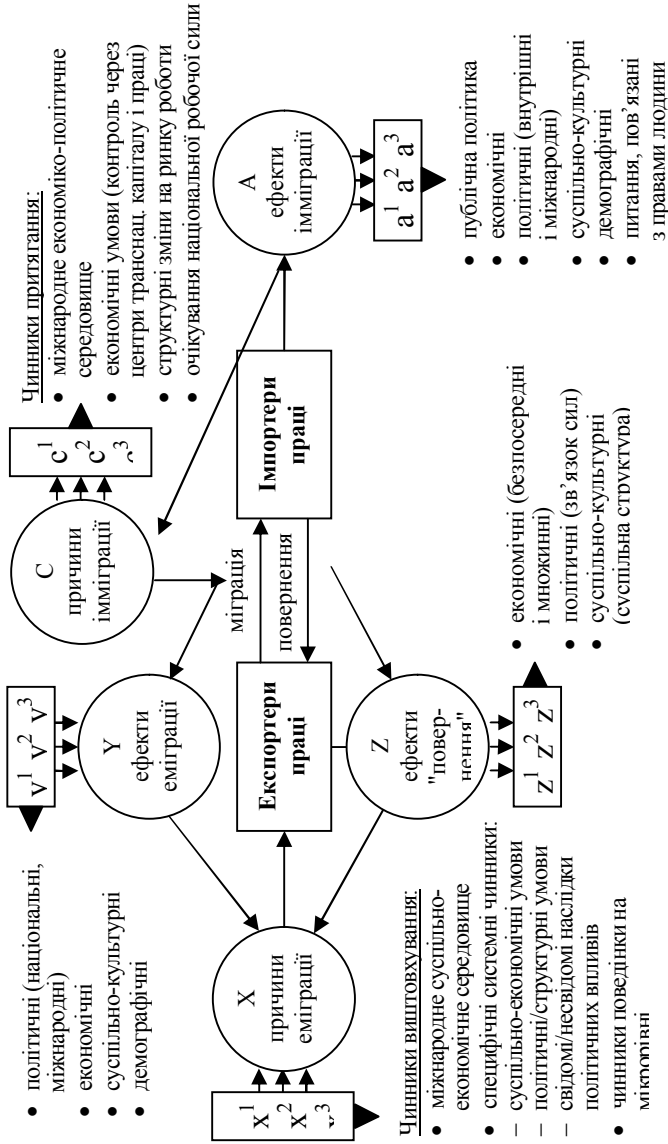 Чинники притягання:
• міжнародне економіко-політичне
середовище
• економічні умови (контроль через
центри транснац. капіталу і праці)
• структурні зміни на ринку роботи
• очікування національної робочої сили
c¹
c²
c³
C
причини
імміграції
A
ефекти
імміграції
a¹ a² a³
• публічна політика
• економічні
• політичні (внутрішні
і міжнародні)
• суспільно-культурні
• демографічні
• питання, пов’язані
з правами людини
Імпортери
праці
міграція
повернення
Експортери
праці
v¹ v² v³
Y
ефекти
еміграції
• політичні (національні,
міжнародні)
• економічні
• суспільно-культурні
• демографічні
X
причини
еміграції
x¹
x²
Чинники виштовхування:
• міжнародне суспільно-
економічне середовище
• специфічні системні чинники:
– суспільно-економічні умови
– політичні/структурні умови
– свідомі/несвідомі наслідки
політичних впливів
• чинники поведінки на
мікрорівні
Z
ефекти
"повер-
нення"
z¹ z² z³
• економічні (безпосередні
і множинні)
• політичні (зв’язок сил)
• суспільно-культурні
(суспільна структура)